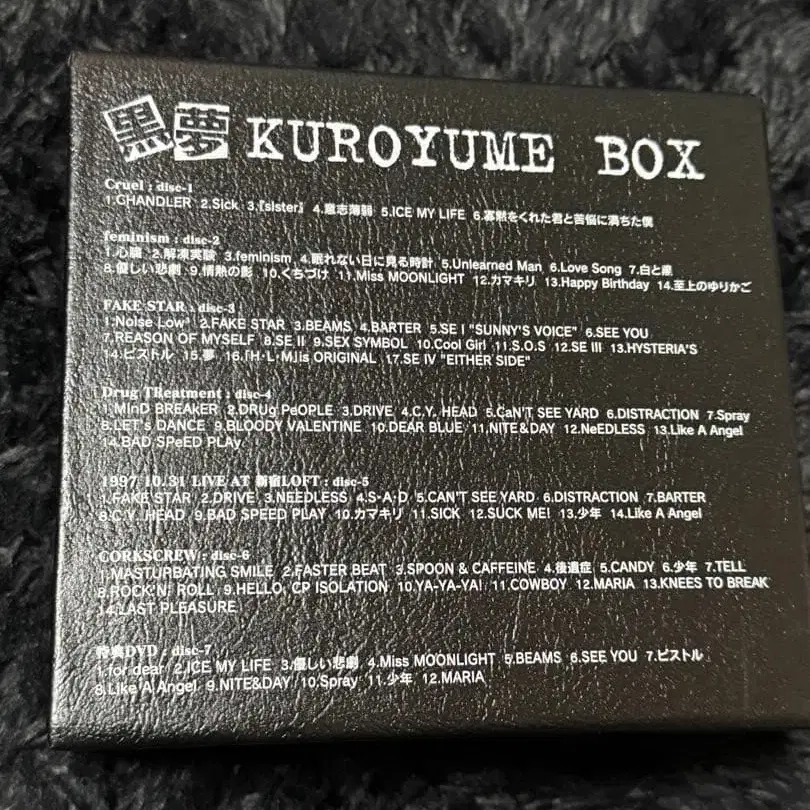 黒夢 KUROYUME BOX
Cruel : disc-1
1.CHANDLER 2.Sick 3.『sister』 4.意志薄弱 5.ICE MY LIFE 6.寡黙をくれた君と苦悩に満ちた僕
feminism : disc-2
1.心臓 2.解凍実験 3.feminism 4.眠れない日に見る時計 5.Unlearned Man 6.Love Song 7.白と黒
8.優しい悲劇 9.情熱の影 10.くちづけ 11.Miss MOONLIGHT 12.カマキリ 13.Happy Birthday 14.至上のゆりかご
FAKE STAR : disc-3
1."Noise Low" 2.FAKE STAR 3.BEAMS 4.BARTER 5.SE I "SUNNY'S VOICE" 6.SEE YOU
7.REASON OF MYSELF 8.SE II 9.SEX SYMBOL 10.Cool Girl 11.S.O.S 12.SE III 13.HYSTERIA'S
14.ピストル 15.夢 16.「H・L・M」is ORIGINAL 17.SE IV "EITHER SIDE"
Drug TReatment : disc-4
1.MInD BREAKER 2.DRUg PeOPLE 3.DRIVE 4.C.Y. HEAD 5.CaN'T SEE YARD 6.DISTRACTION 7.Spray
8.LET's DANCE 9.BLOODY VALENTINE 10.DEAR BLUE 11.NITE&DAY 12.NeEDLESS 13.Like A Angel
14.BAD SPeED PLAy.
1997 10.31 LIVE AT 新宿LOFT : disc-5
1.FAKE STAR 2.DRIVE 3.NEEDLESS 4.S・A・D 5.CAN'T SEE YARD 6.DISTRACTION 7.BARTER
8.C.Y. HEAD 9.BAD SPEED PLAY 10.カマキリ 11.SICK 12.SUCK ME! 13.少年 14.Like A Angel
CORKSCREW : disc-6
1.MASTURBATING SMILE 2.FASTER BEAT 3.SPOON & CAFFEINE 4.後遺症 5.CANDY 6.少年 7.TELL
8.ROCK'N' ROLL 9.HELLO, CP ISOLATION 10.YA-YA-YA! 11.COWBOY 12.MARIA 13.KNEES TO BREAK
14.LAST PLEASURE
特典DVD : disc-7
1.for dear 2.ICE MY LIFE 3.優しい悲劇 4.Miss MOONLIGHT 5.BEAMS 6.SEE YOU 7.ピストル
8.Like A Angel 9.NITE&DAY 10.Spray 11.少年 12.MARIA